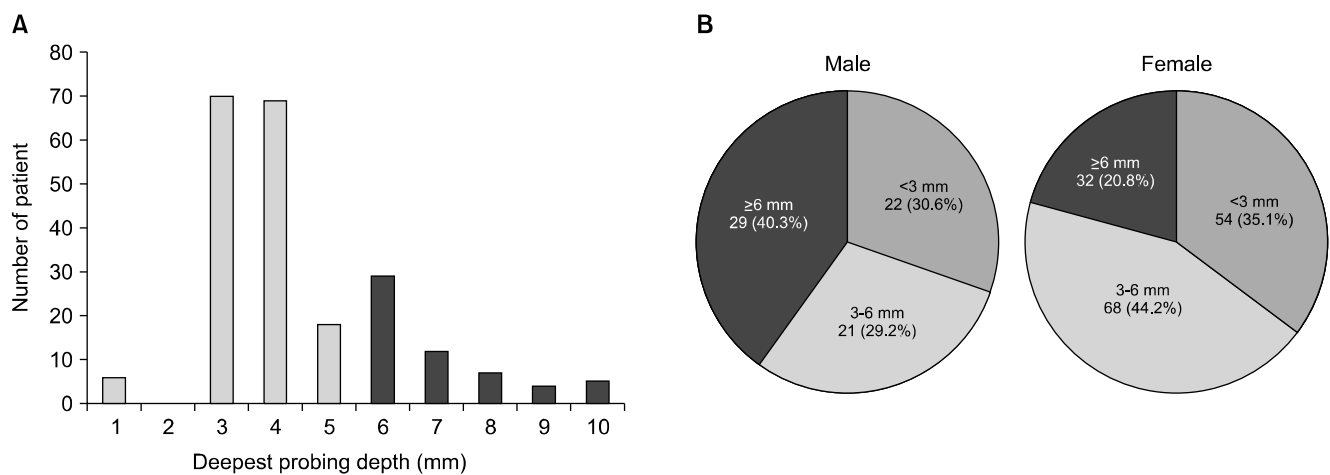 A
Number of patient
80
70
60
50
40
30
20
10
0
1 2 3 4 5 6 7 8 9 10
Deepest probing depth (mm)
B
Male
≥6 mm
29 (40.3%)
<3 mm
22 (30.6%)
3-6 mm
21 (29.2%)
Female
≥6 mm
32 (20.8%)
<3 mm
54 (35.1%)
3-6 mm
68 (44.2%)